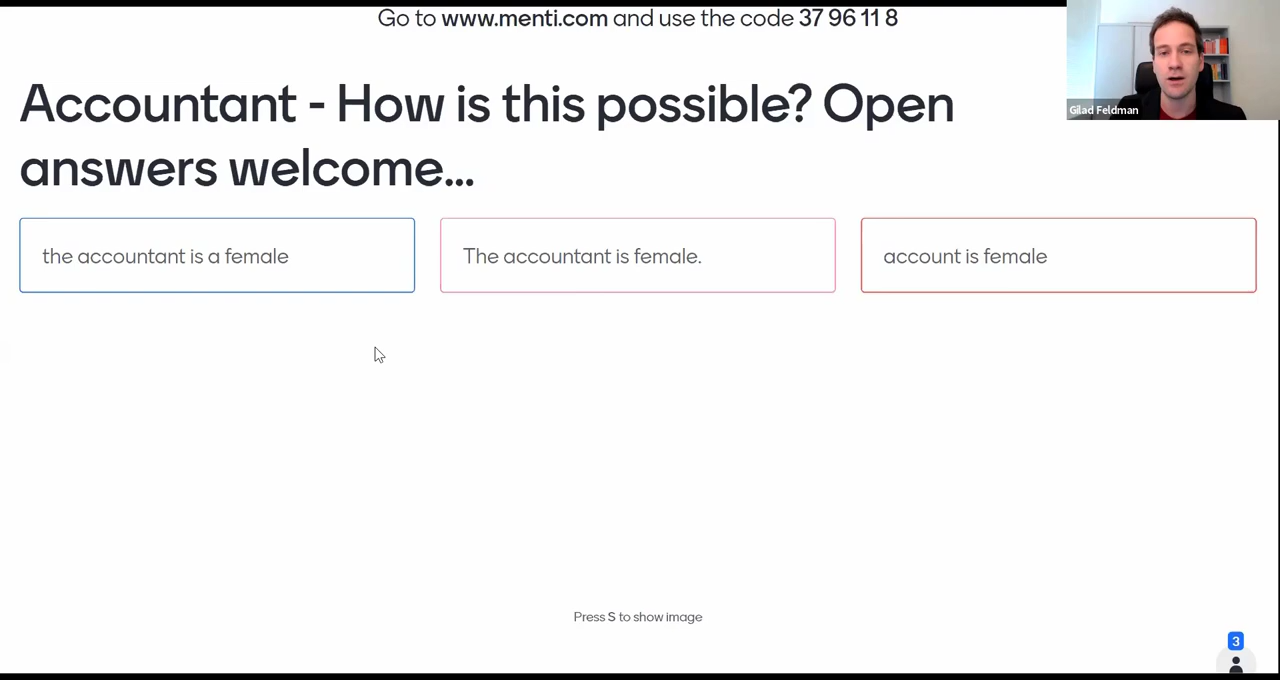 Go to www.menti.com and use the code 37 96 11 8
Gilad Feldman
Accountant - How is this possible? Open
answers welcome...
the accountant is a female
The accountant is female.
account is female
Press S to show image
3